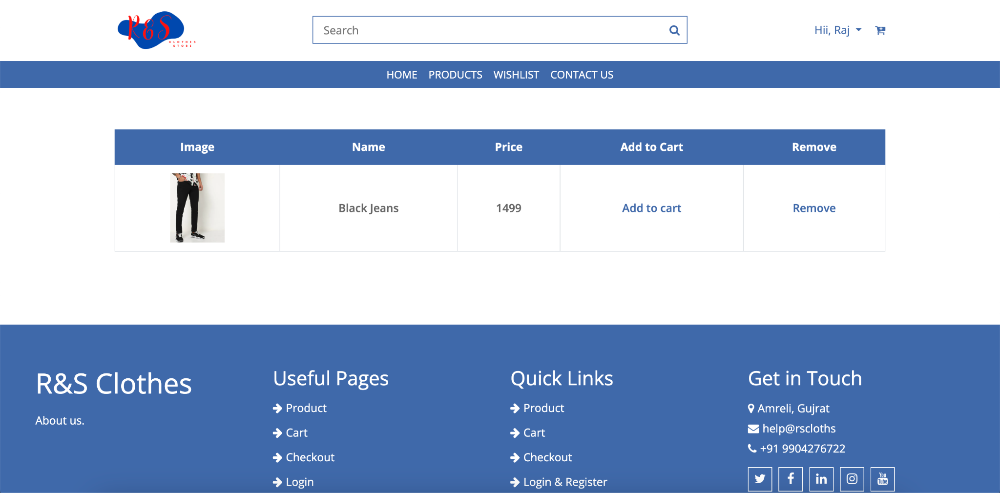 R&S
CLOTHES
STORE
Search
Hii, Raj
HOME PRODUCTS WISHLIST CONTACT US
Image Name Price Add to Cart Remove
Black Jeans 1499 Add to cart Remove
R&S Clothes
About us.
Useful Pages
Product
Cart
Checkout
Login
Quick Links
Product
Cart
Checkout
Login & Register
Get in Touch
Amreli, Gujrat
help@rscloths
+91 9904276722
You
Tube